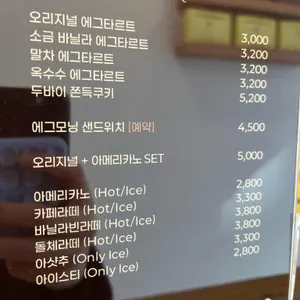 오리지널 에그타르트 3,000
소금 바닐라 에그타르트 3,200
말차 에그타르트 3,200
옥수수 에그타르트 3,200
두바이 쫀득쿠키 5,200
에그모닝 샌드위치 [예약] 4,500
오리지널 + 아메리카노 SET 5,000
아메리카노 (Hot/Ice) 2,800
카페라떼 (Hot/Ice) 3,300
바닐라빈라떼 (Hot/Ice) 3,800
돌체라떼 (Hot/Ice) 3,800
아샷추 (Only Ice) 3,300
아이스티 (Only Ice) 2,800